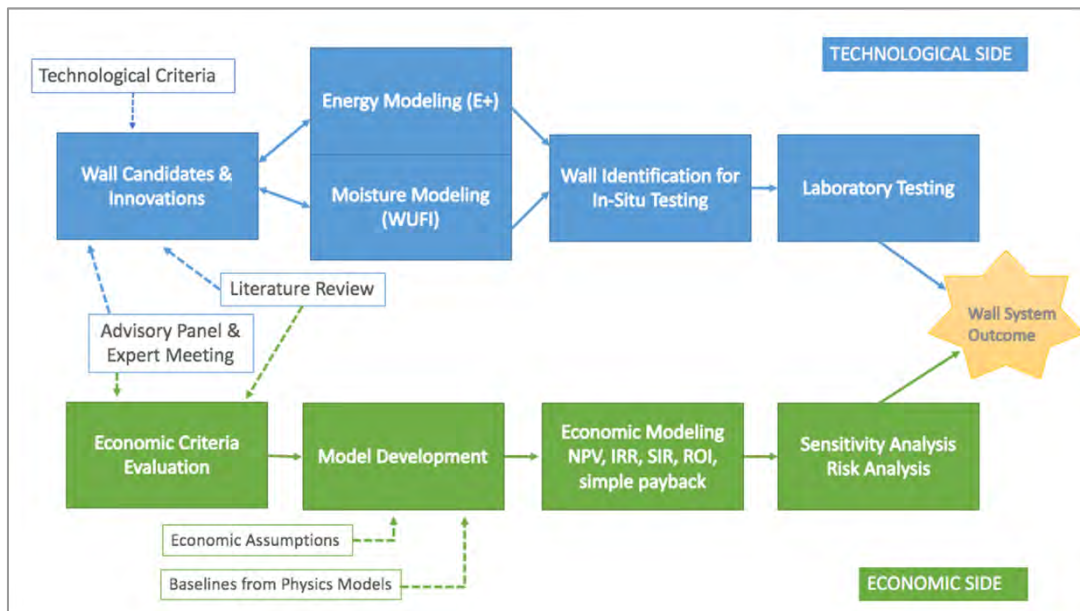 TECHNOLOGICAL SIDE
Technological Criteria
Energy Modeling (E+)
Wall Candidates &
Innovations
Moisture Modeling
(WUFI)
Wall Identification for
In-Situ Testing
Laboratory Testing
Literature Review
Advisory Panel &
Expert Meeting
Wall System
Outcome
Economic Criteria
Evaluation
Model Development
Economic Modeling
NPV, IRR, SIR, ROI,
simple payback
Sensitivity Analysis
Risk Analysis
Economic Assumptions
Baselines from Physics Models
ECONOMIC SIDE